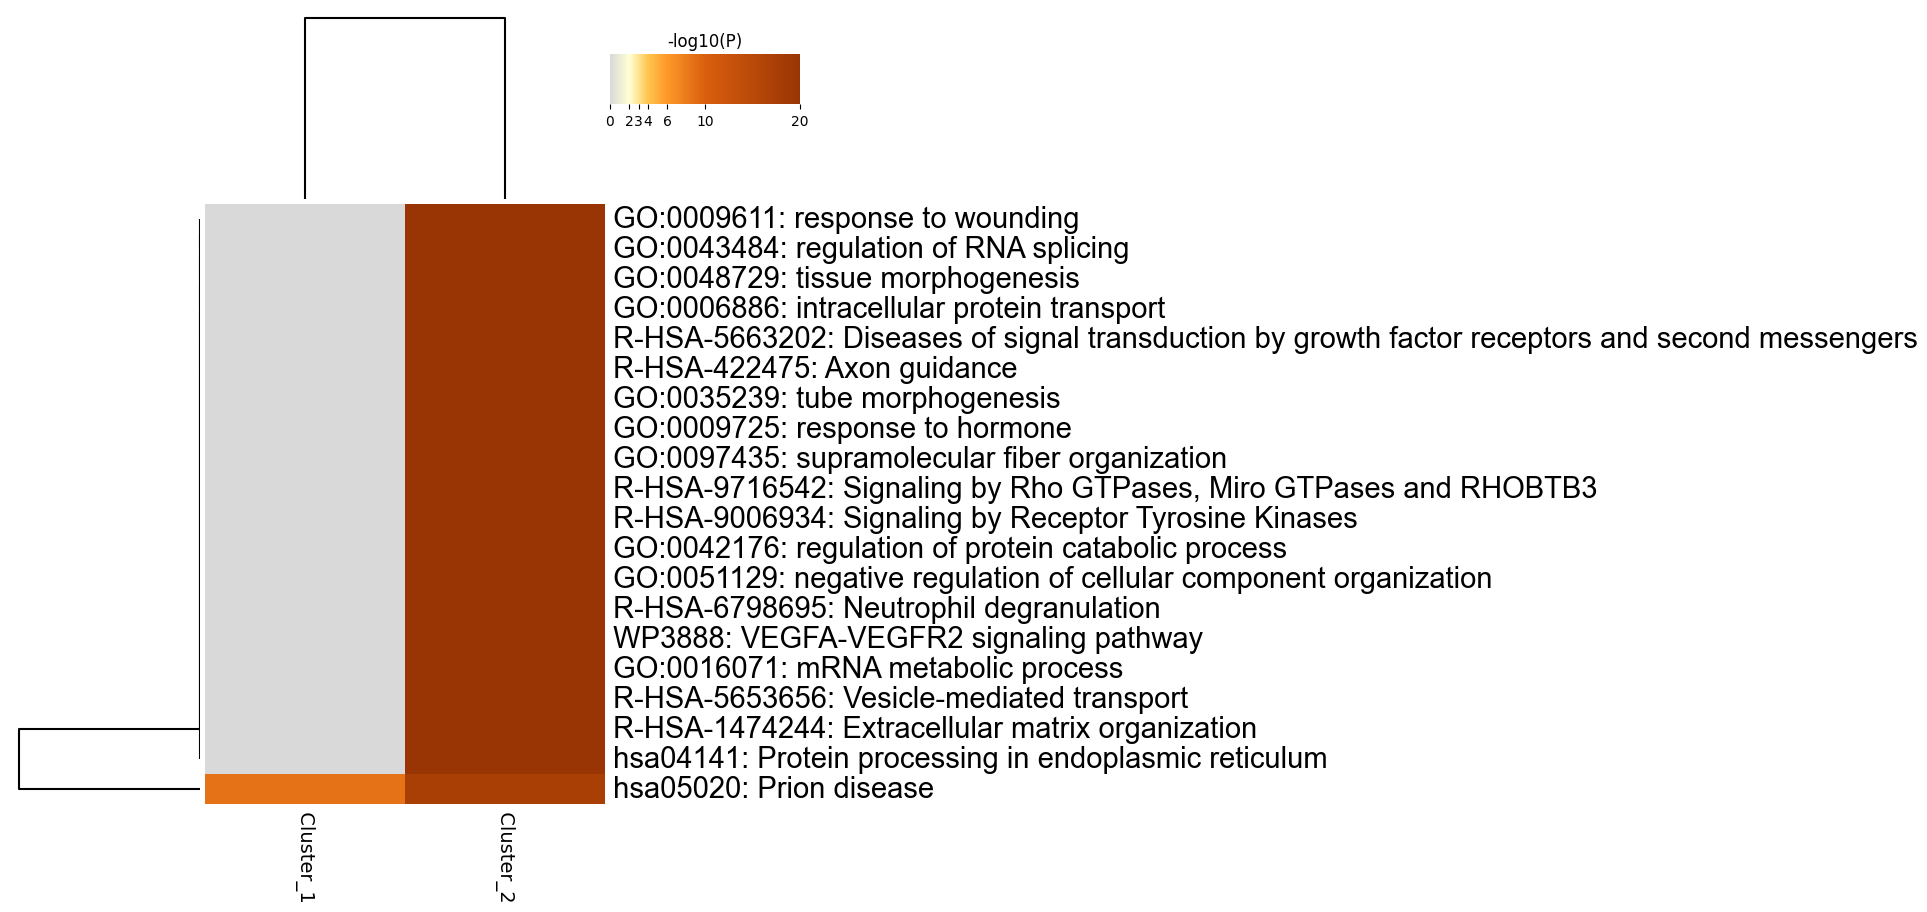 -log10(P)
0 2 3 4 6 10 20
GO:0009611: response to wounding
GO:0043484: regulation of RNA splicing
GO:0048729: tissue morphogenesis
GO:0006886: intracellular protein transport
R-HSA-5663202: Diseases of signal transduction by growth factor receptors and second messengers
R-HSA-422475: Axon guidance
GO:0035239: tube morphogenesis
GO:0009725: response to hormone
GO:0097435: supramolecular fiber organization
R-HSA-9716542: Signaling by Rho GTPases, Miro GTPases and RHOBTB3
R-HSA-9006934: Signaling by Receptor Tyrosine Kinases
GO:0042176: regulation of protein catabolic process
GO:0051129: negative regulation of cellular component organization
R-HSA-6798695: Neutrophil degranulation
WP3888: VEGFA-VEGFR2 signaling pathway
GO:0016071: mRNA metabolic process
R-HSA-5653656: Vesicle-mediated transport
R-HSA-1474244: Extracellular matrix organization
hsa04141: Protein processing in endoplasmic reticulum
hsa05020: Prion disease
Cluster_1
Cluster_2